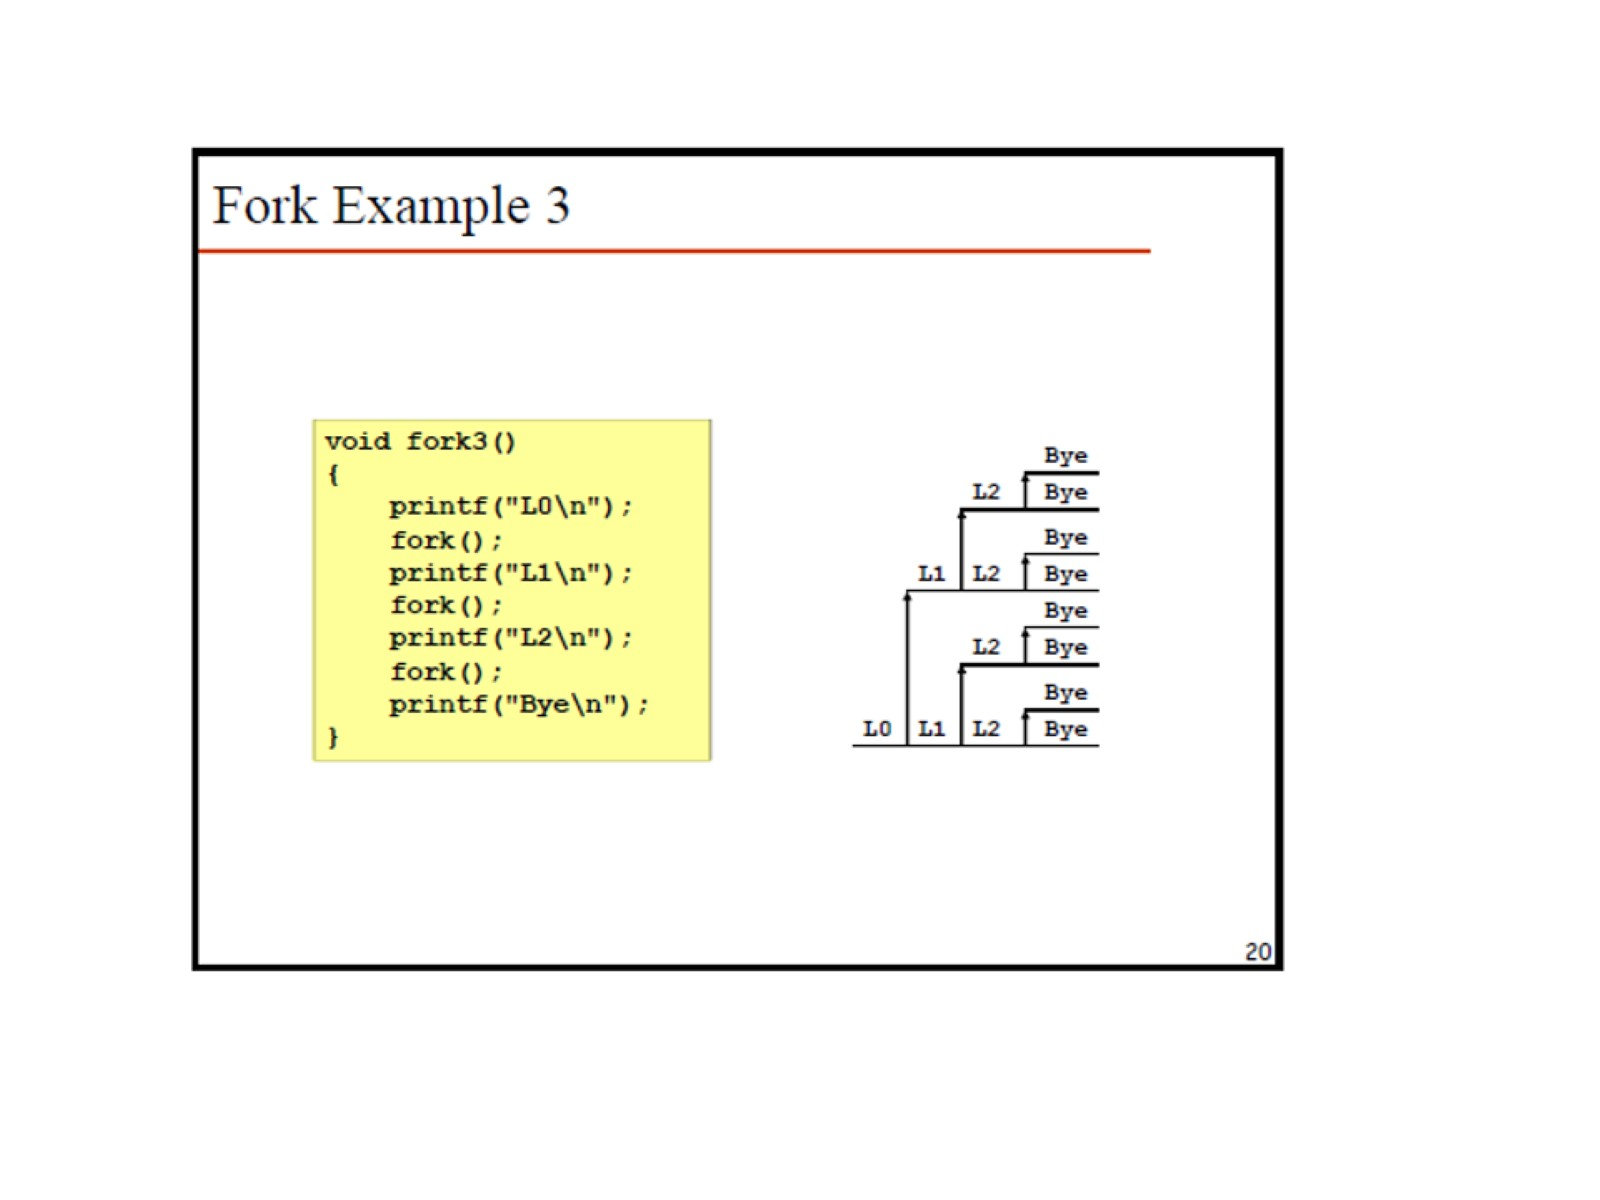 Fork Example 3
void fork3()
{
    printf("L0\n");
    fork();
    printf("L1\n");
    fork();
    printf("L2\n");
    fork();
    printf("Bye\n");
}
Bye
L2 Bye
Bye
L1 L2 Bye
Bye
L2 Bye
Bye
L0 L1 L2 Bye
20